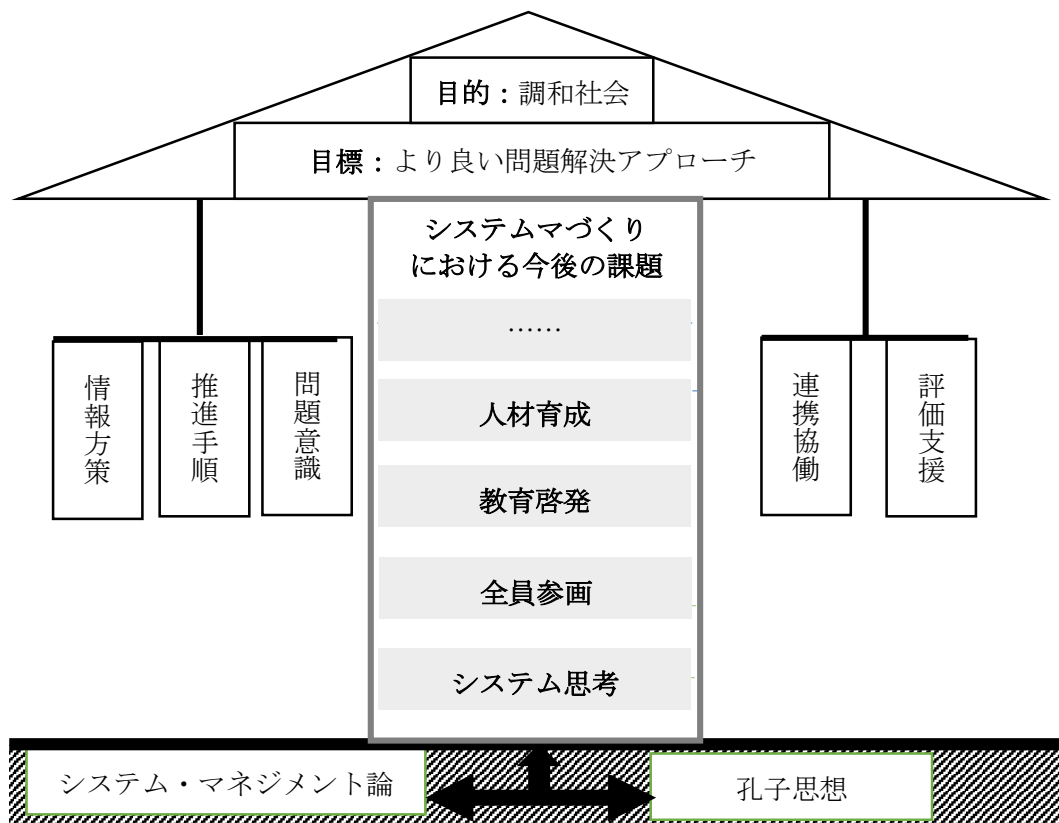 目的：調和社会
目標：より良い問題解決アプローチ
システムマづくり
における今後の課題
……
人材育成
教育啓発
全員参画
システム思考
情報方策
推進手順
問題意識
連携協働
評価支援
システム・マネジメント論
孔子思想